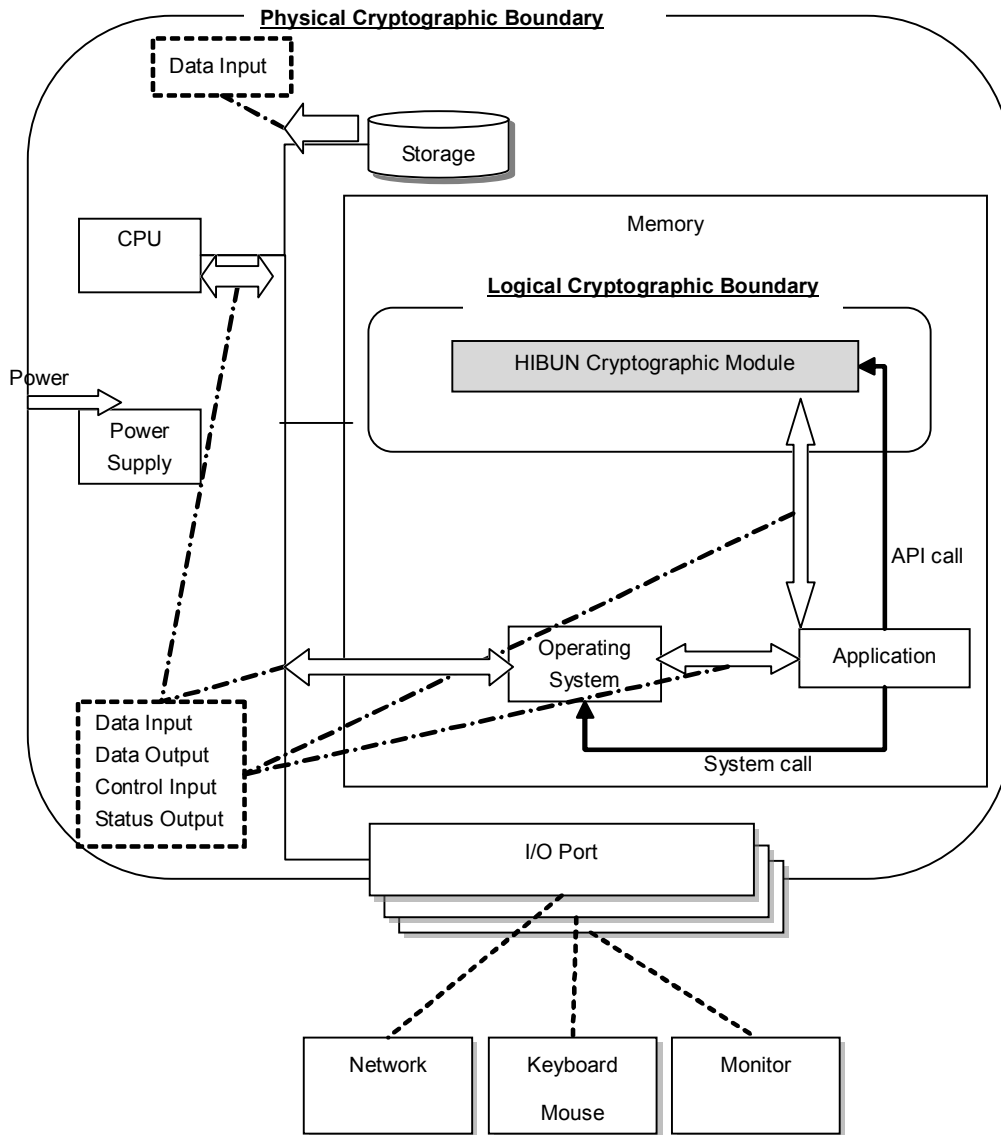 Physical Cryptographic Boundary
Data Input
Storage
CPU
Memory
Logical Cryptographic Boundary
HIBUN Cryptographic Module
Power
Power
Supply
API call
Operating
System
Application
Data Input
Data Output
Control Input
Status Output
System call
I/O Port
Network
Keyboard
Mouse
Monitor